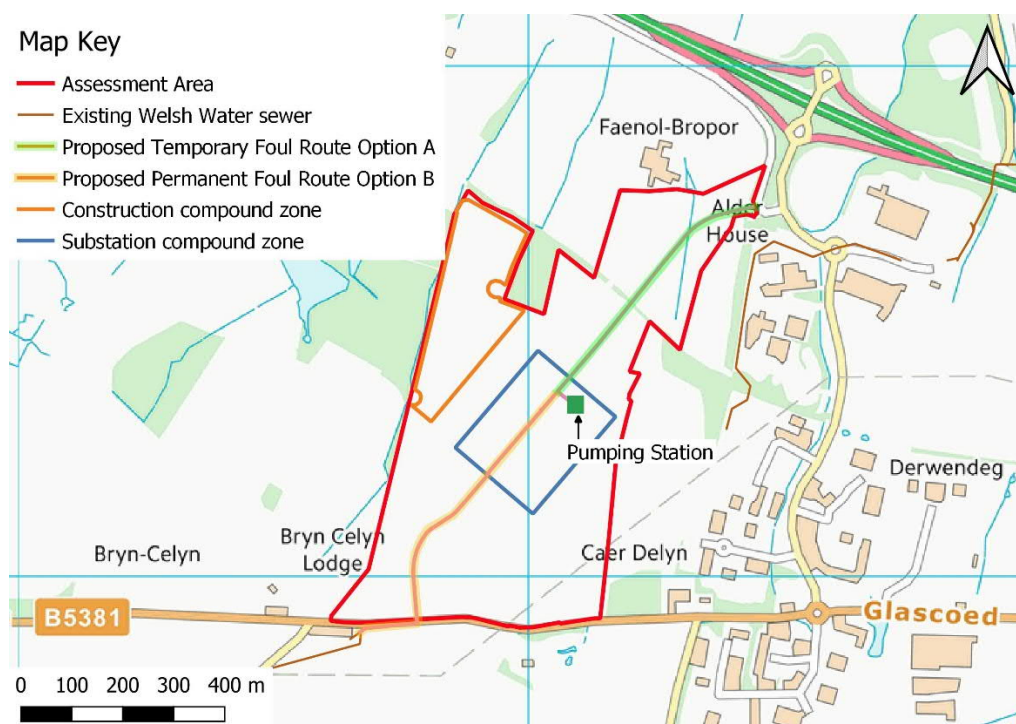 Map Key
Assessment Area
Existing Welsh Water sewer
Proposed Temporary Foul Route Option A
Proposed Permanent Foul Route Option B
Construction compound zone
Substation compound zone
Faenol-Bropor
Alder
House
Pumping Station
Derwendeg
Bryn-Celyn
Bryn Celyn
Lodge
Caer Delyn
B5381
Glascoed
0 100 200 300 400 m